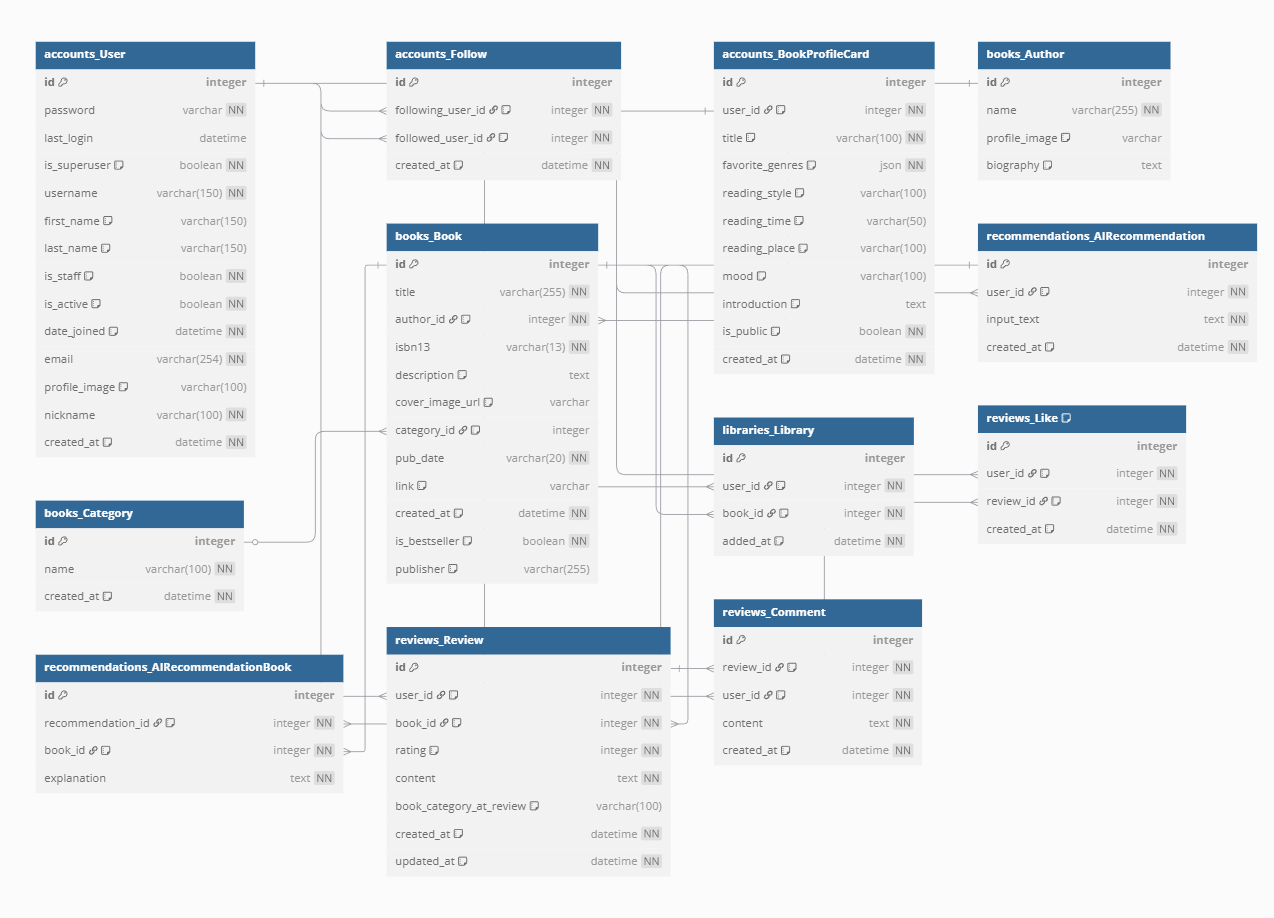 accounts_User
id integer
password varchar NN
last_login datetime
is_superuser boolean NN
username varchar(150) NN
first_name varchar(150)
last_name varchar(150)
is_staff boolean NN
is_active boolean NN
date_joined datetime NN
email varchar(254) NN
profile_image varchar(100)
nickname varchar(100) NN
created_at datetime NN
books_Category
id integer
name varchar(100) NN
created_at datetime NN
recommendations_AIRecommendationBook
id integer
recommendation_id integer NN
book_id integer NN
explanation text NN
accounts_Follow
id integer
following_user_id integer NN
followed_user_id integer NN
created_at datetime NN
books_Book
id integer
title varchar(255) NN
author_id integer NN
isbn13 varchar(13) NN
description text
cover_image_url varchar
category_id integer
pub_date varchar(20) NN
link varchar
created_at datetime NN
is_bestseller boolean NN
publisher varchar(255)
reviews_Review
id integer
user_id integer NN
book_id integer NN
rating integer NN
content text NN
book_category_at_review varchar(100)
created_at datetime NN
updated_at datetime NN
accounts_BookProfileCard
id integer
user_id integer NN
title varchar(100) NN
favorite_genres json NN
reading_style varchar(100)
reading_time varchar(50)
reading_place varchar(100)
mood varchar(100)
introduction text
is_public boolean NN
created_at datetime NN
libraries_Library
id integer
user_id integer NN
book_id integer NN
added_at datetime NN
reviews_Comment
id integer
review_id integer NN
user_id integer NN
content text NN
created_at datetime NN
books_Author
id integer
name varchar(255) NN
profile_image varchar
biography text
recommendations_AIRecommendation
id integer
user_id integer NN
input_text text NN
created_at datetime NN
reviews_Like
id integer
user_id integer NN
review_id integer NN
created_at datetime NN